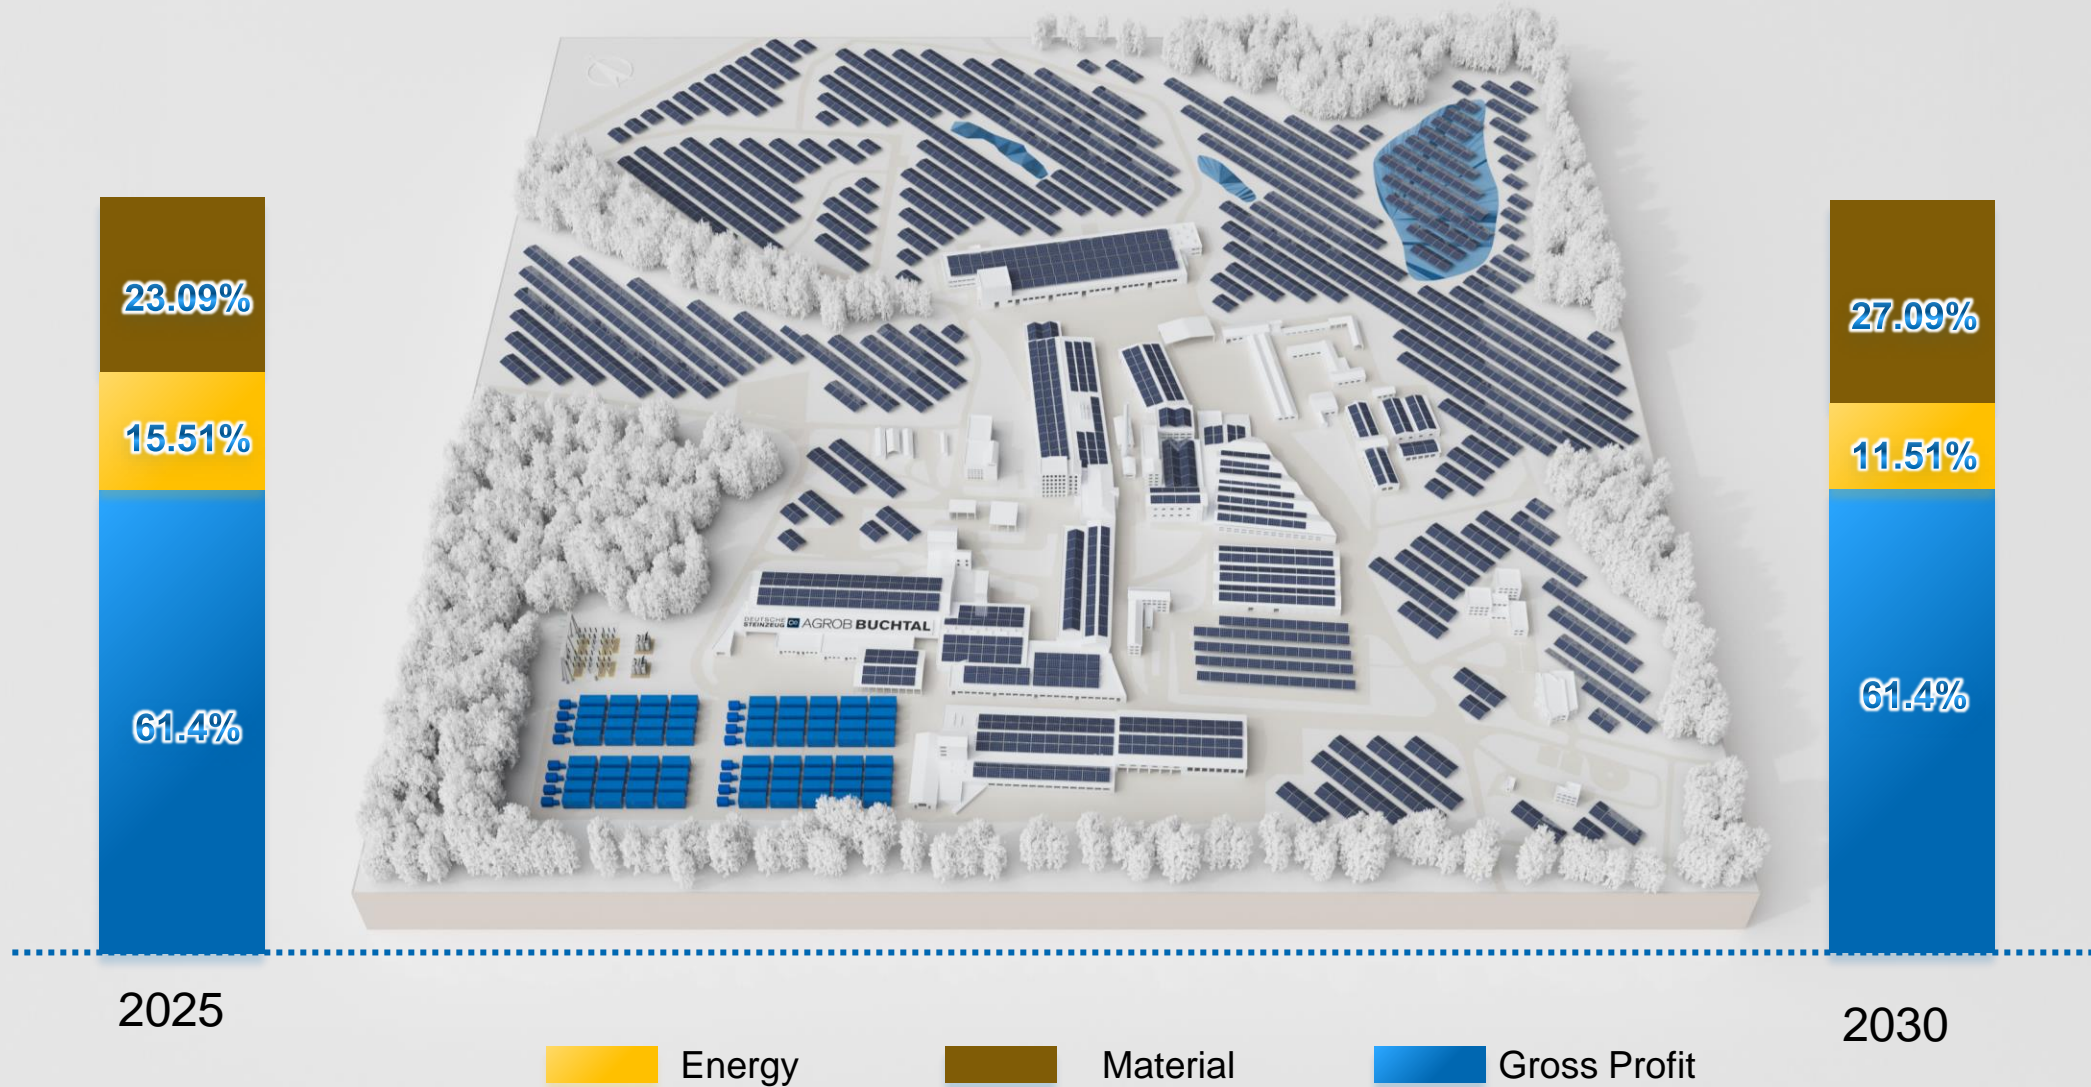 23.09%
27.09%
15.51%
11.51%
DEUTSCHE
STEINZEUG
AGROB BUCHTAL
61.4%
61.4%
2025
2030
Energy
Material
Gross Profit